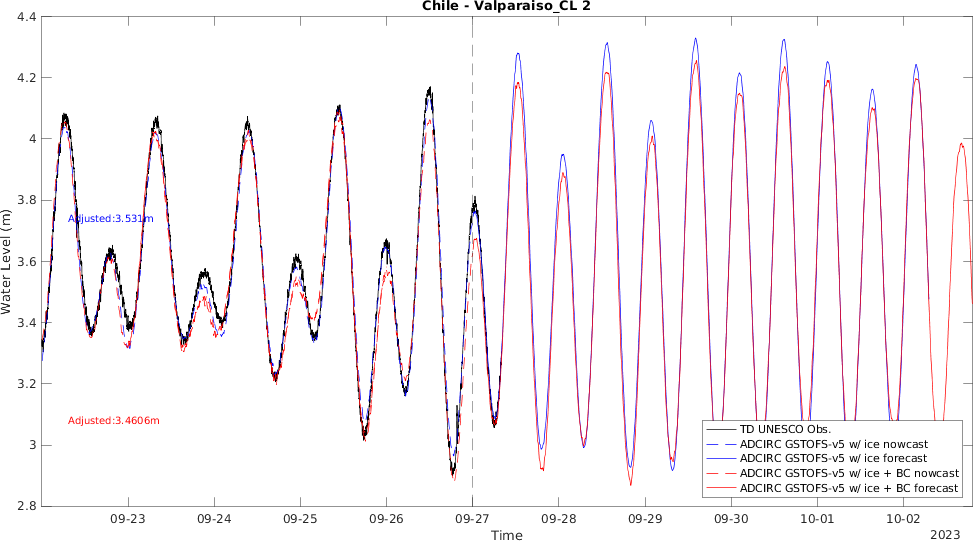 Chile - Valparaiso_CL 2
4.4
4.2
4
3.8
3.6
3.4
3.2
3
2.8
Water Level (m)
Adjusted:3.531m
Adjusted:3.4606m
TD UNESCO Obs.
ADCIRC GSTOFS-v5 w/ ice nowcast
ADCIRC GSTOFS-v5 w/ ice forecast
ADCIRC GSTOFS-v5 w/ ice + BC nowcast
ADCIRC GSTOFS-v5 w/ ice + BC forecast
09-23 09-24 09-25 09-26 09-27 09-28 09-29 09-30 10-01 10-02
Time
2023